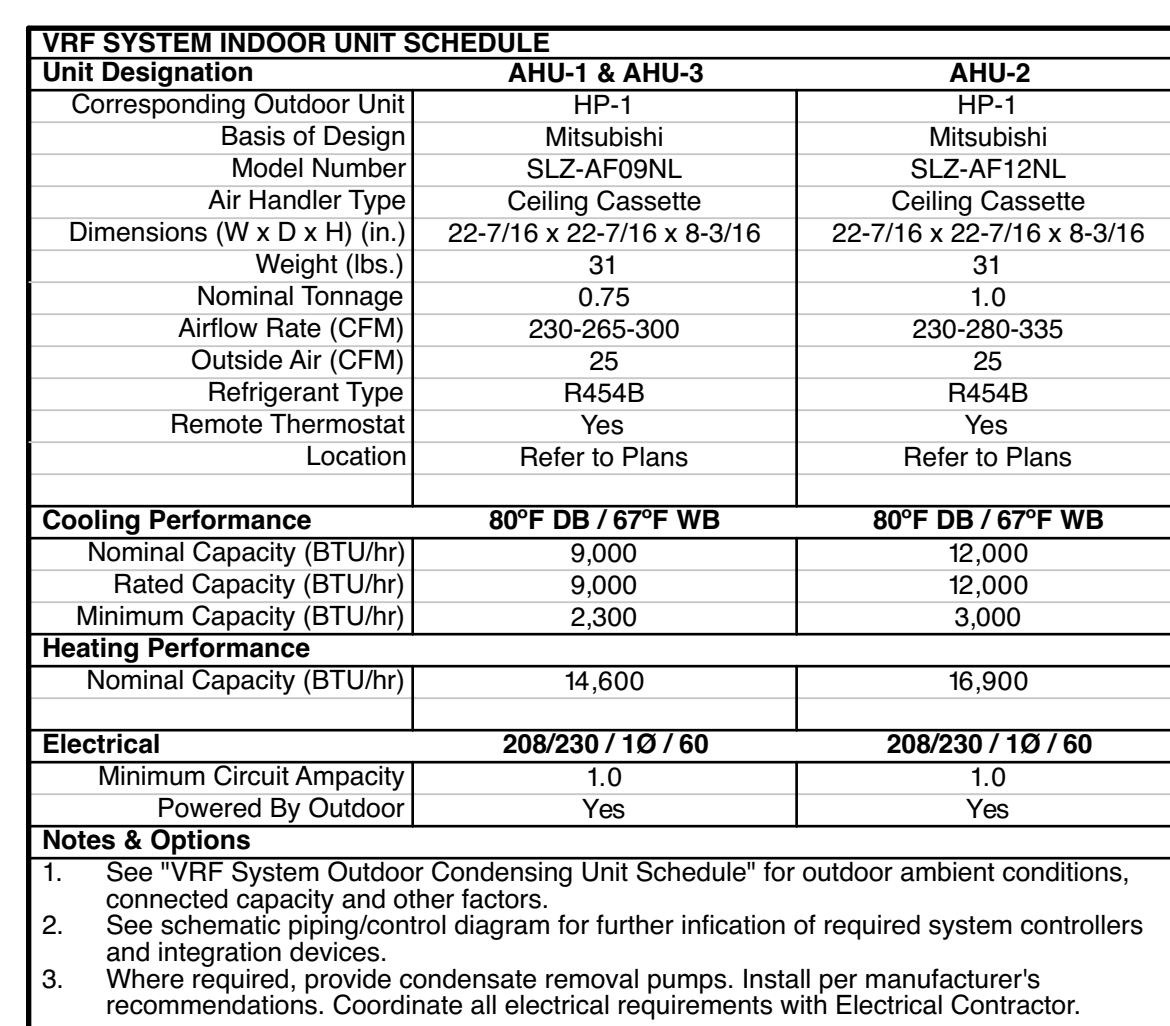 VRF SYSTEM INDOOR UNIT SCHEDULE
Unit Designation AHU-1 & AHU-3 AHU-2
Corresponding Outdoor Unit HP-1 HP-1
Basis of Design Mitsubishi Mitsubishi
Model Number SLZ-AF09NL SLZ-AF12NL
Air Handler Type Ceiling Cassette Ceiling Cassette
Dimensions (W x D x H) (in.) 22-7/16 x 22-7/16 x 8-3/16 22-7/16 x 22-7/16 x 8-3/16
Weight (lbs.) 31 31
Nominal Tonnage 0.75 1.0
Airflow Rate (CFM) 230-265-300 230-280-335
Outside Air (CFM) 25 25
Refrigerant Type R454B R454B
Remote Thermostat Yes Yes
Location Refer to Plans Refer to Plans
Cooling Performance 80ºF DB / 67ºF WB 80ºF DB / 67ºF WB
Nominal Capacity (BTU/hr) 9,000 12,000
Rated Capacity (BTU/hr) 9,000 12,000
Minimum Capacity (BTU/hr) 2,300 3,000
Heating Performance
Nominal Capacity (BTU/hr) 14,600 16,900
Electrical 208/230 / 1Ø / 60 208/230 / 1Ø / 60
Minimum Circuit Ampacity 1.0 1.0
Powered By Outdoor Yes Yes
Notes & Options
1. See "VRF System Outdoor Condensing Unit Schedule" for outdoor ambient conditions,
connected capacity and other factors.
2. See schematic piping/control diagram for further infication of required system controllers
and integration devices.
3. Where required, provide condensate removal pumps. Install per manufacturer's
recommendations. Coordinate all electrical requirements with Electrical Contractor.